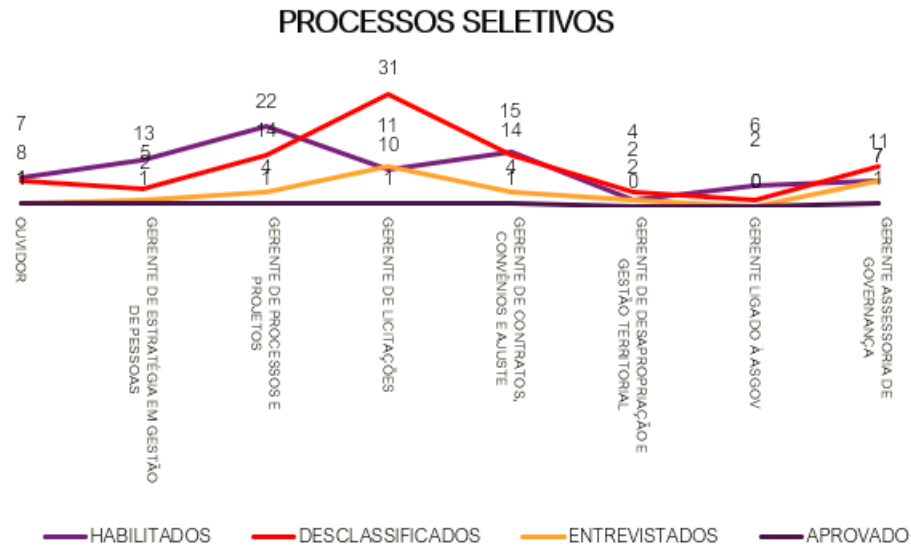 PROCESSOS SELETIVOS
31
22
7
15
13
14
11
14
4
6
11
8
5
10
2
2
7
2
4
4
2
1
1
1
1
1
0
0
1
OUVIDOR
GERENTE DE ESTRATÉGIA EM GESTÃO
DE PESSOAS
GERENTE DE PROCESSOS E
PROJETOS
GERENTE DE LICITAÇÕES
GERENTE DE CONTRATOS,
CONVÊNIOS E AJUSTE
GERENTE DE DESAPROPRIAÇÃO E
GESTÃO TERRITORIAL
GERENTE LIGADO À ASGOV
GERENTE ASSESSORIA DE
GOVERNANÇA
HABILITADOS
DESCLASSIFICADOS
ENTREVISTADOS
APROVADO